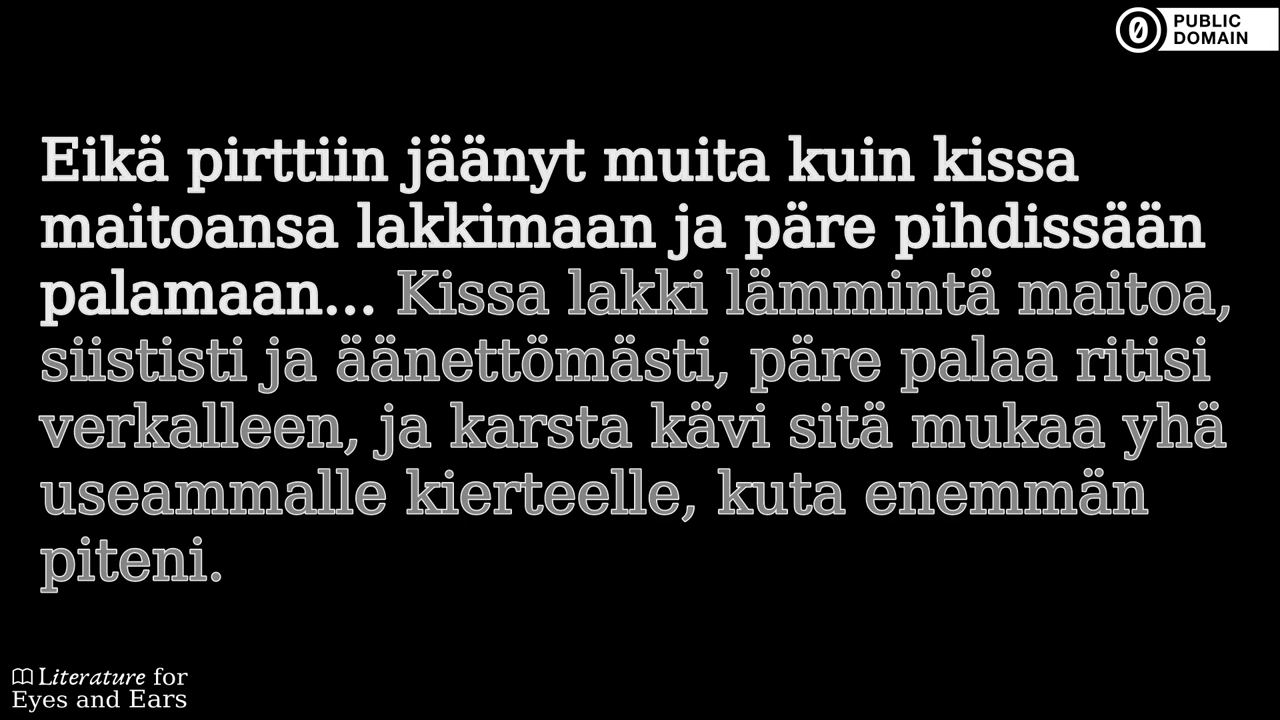 PUBLIC
DOMAIN
Eikä pirttiin jäänyt muita kuin kissa
maitoansa lakkimaan ja päre pihdissään
palamaan... Kissa lakki lämmintä maitoa,
siististi ja äänettömästi, päre palaa ritisi
verkalleen, ja karsta kävi sitä mukaa yhä
useammalle kierteelle, kuta enemmän
piteni.
Literature for
Eyes and Ears